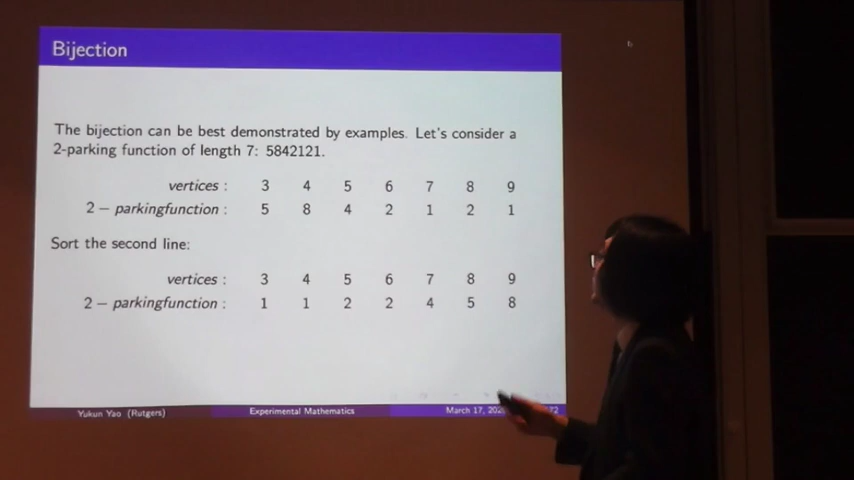 Bijection
The bijection can be best demonstrated by examples. Let's consider a
2-parking function of length 7: 5842121.
vertices : 3 4 5 6 7 8 9
2 − parkingfunction : 5 8 4 2 1 2 1
Sort the second line:
vertices : 3 4 5 6 7 8 9
2 − parkingfunction : 1 1 2 2 4 5 8
Yukun Yao (Rutgers) Experimental Mathematics March 17,